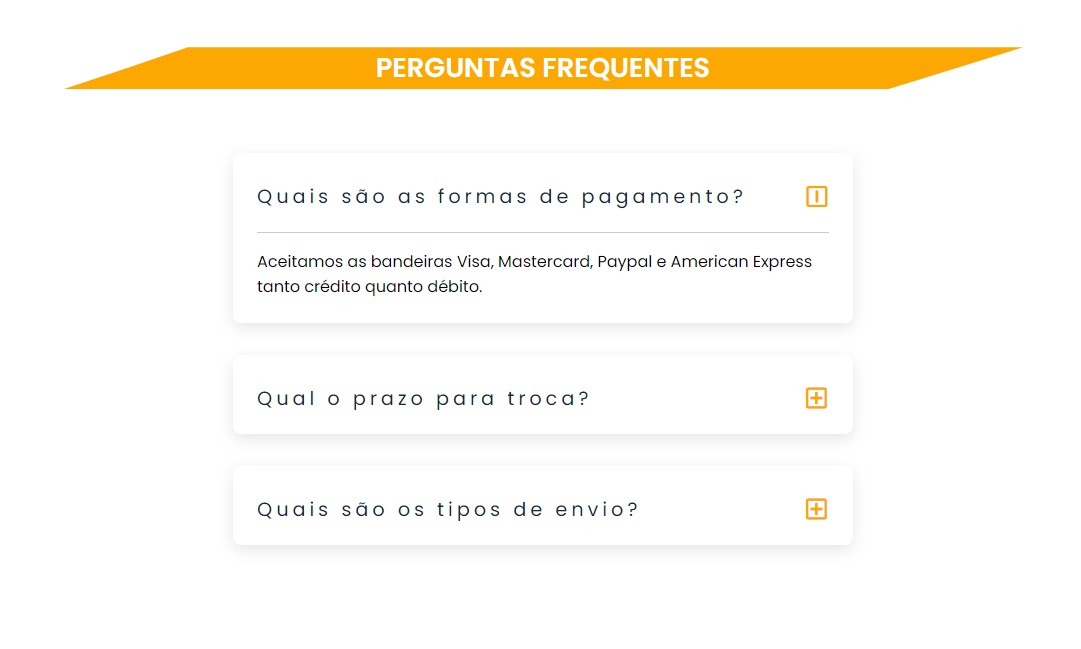 PERGUNTAS FREQUENTES
Quais são as formas de pagamento?
Aceitamos as bandeiras Visa, Mastercard, Paypal e American Express
tanto crédito quanto débito.
Qual o prazo para troca?
Quais são os tipos de envio?